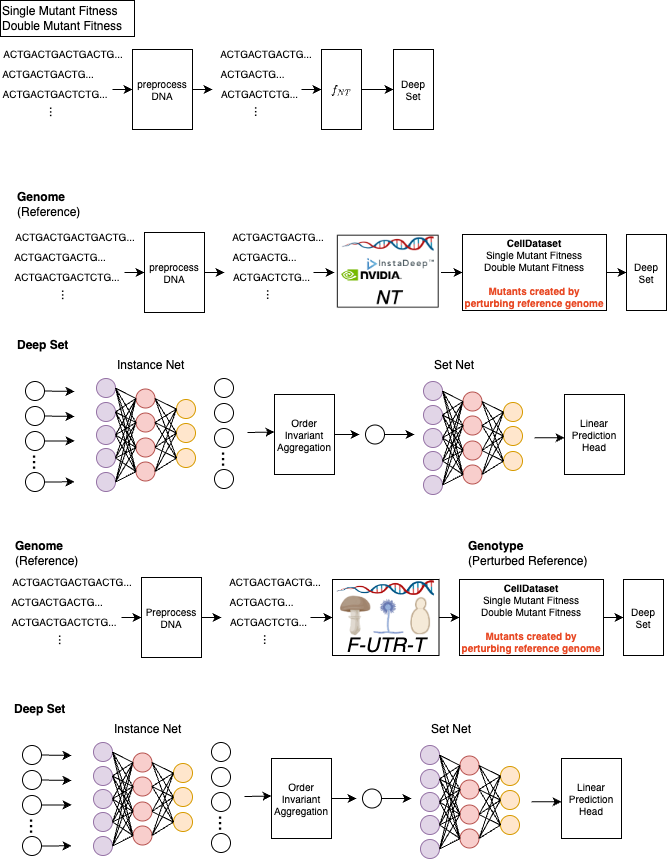 Single Mutant Fitness
Double Mutant Fitness
ACTGACTGACTGACTG...
ACTGACTGACTG...
ACTGACTGACTCTG...
preprocess
DNA
ACTGACTGACTG...
ACTGACTG...
ACTGACTCTG...
f_NT
Deep
Set
Genome
(Reference)
ACTGACTGACTGACTG...
ACTGACTGACTG...
ACTGACTGACTCTG...
preprocess
DNA
ACTGACTGACTG...
ACTGACTG...
ACTGACTCTG...
InstaDeep™
NVIDIA.
NT
CellDataset
Single Mutant Fitness
Double Mutant Fitness
Mutants created by
perturbing reference genome
Deep
Set
Deep Set
Instance Net
Set Net
Order
Invariant
Aggregation
Linear
Prediction
Head
Genome
(Reference)
Genotype
(Perturbed Reference)
ACTGACTGACTGACTG...
ACTGACTGACTG...
ACTGACTGACTCTG...
Preprocess
DNA
ACTGACTGACTG...
ACTGACTG...
ACTGACTCTG...
F-UTR-T
CellDataset
Single Mutant Fitness
Double Mutant Fitness
Mutants created by
perturbing reference genome
Deep
Set
Deep Set
Instance Net
Set Net
Order
Invariant
Aggregation
Linear
Prediction
Head